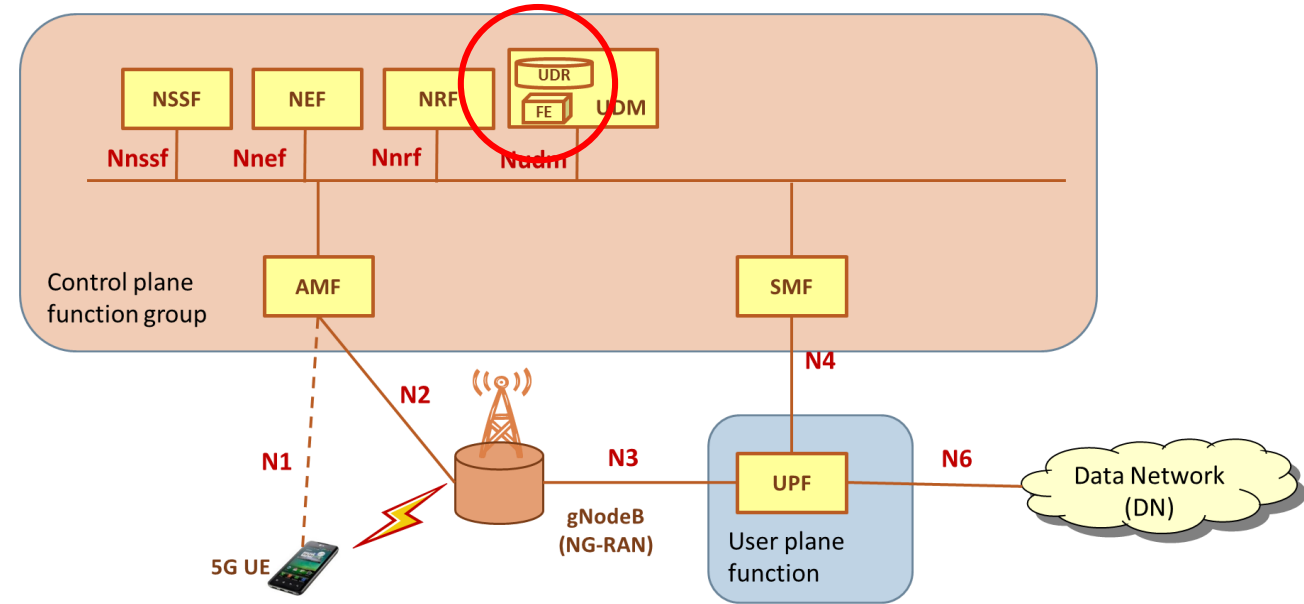 NSSF
NEF
NRF
UDR
FE
UDM
Nnssf
Nnef
Nnrf
Nudm
Control plane
function group
AMF
SMF
N4
N2
N1
N3
N6
UPF
Data Network
(DN)
gNodeB
(NG-RAN)
User plane
function
5G UE